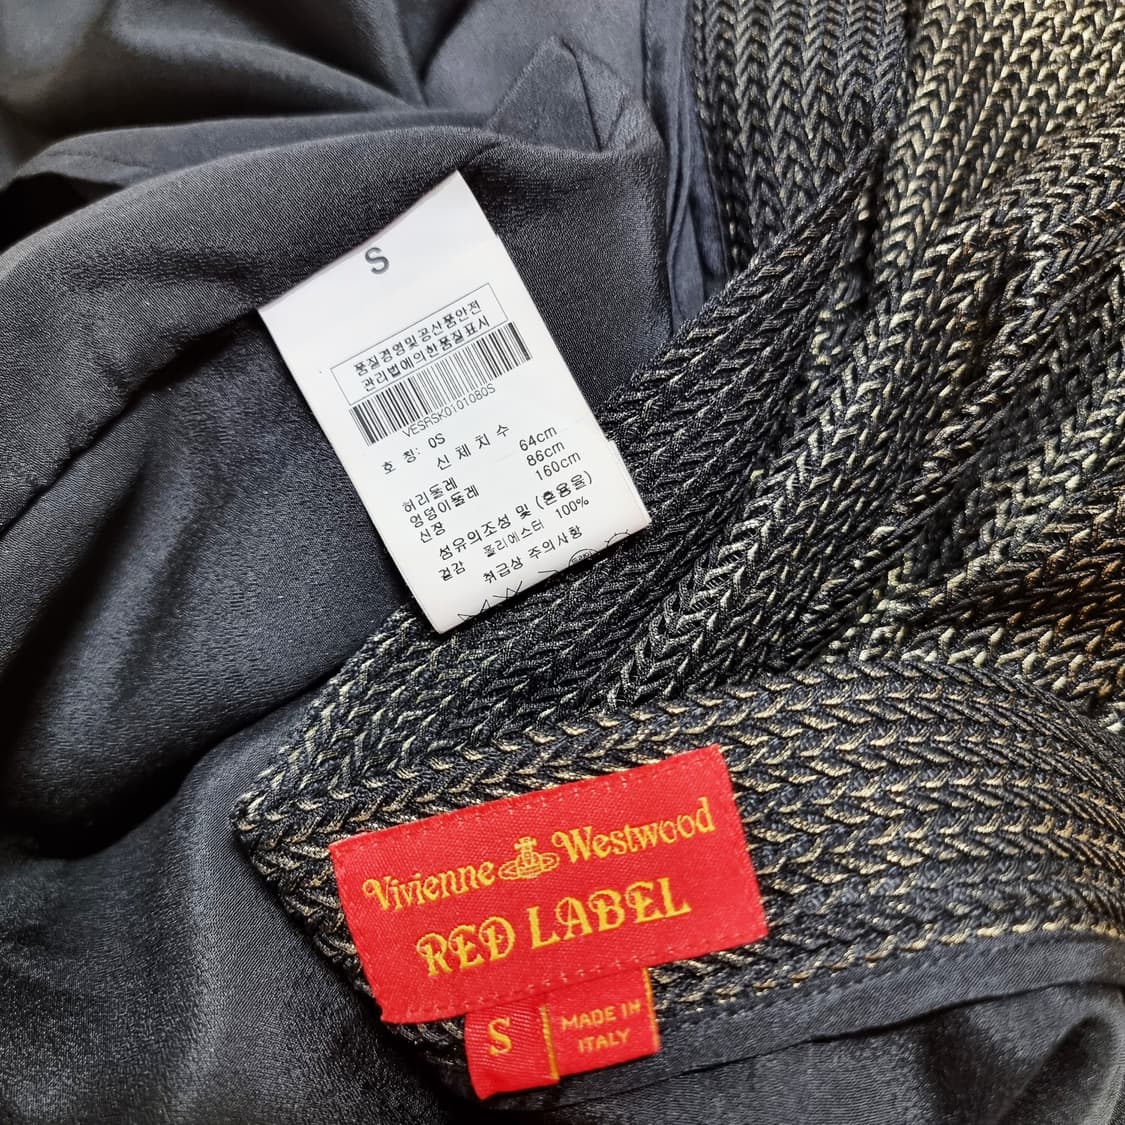 S
품질경영및공산품안전
관리법에의한품질표시
VESRSK0101080S
호 칭: 0S
신 체 치 수
허리둘레 64cm
엉덩이둘레 86cm
신장 160cm
섬유의조성 및 (혼용율)
겉감 폴리에스터 100%
취급상 주의사항
Vivienne Westwood
RED LABEL
S
MADE IN
ITALY